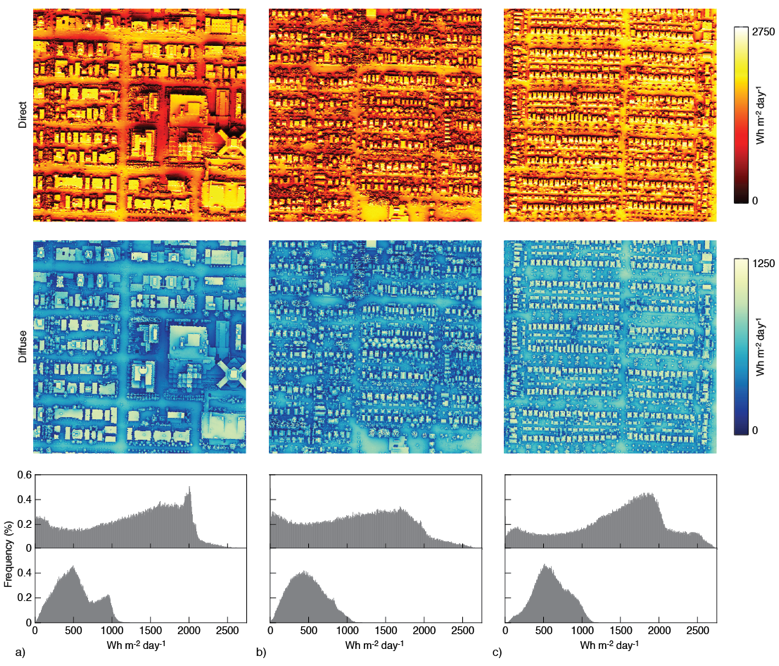 Direct
2750
Wh m-2 day-1
0
Diffuse
1250
Wh m-2 day-1
0
Frequency (%)
0.6
0.4
0.2
0
0.4
0.2
0
0 500 1000 1500 2000 2500
0 500 1000 1500 2000 2500
0 500 1000 1500 2000 2500
a) Wh m-2 day-1
b) Wh m-2 day-1
c) Wh m-2 day-1